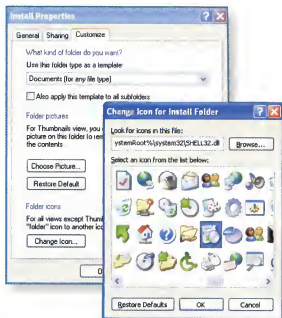 Install Properties
General Sharing Customize
What kind of folder do you want?
Use this folder type as a template:
Documents (for any file type)
Also apply this template to all subfolders
Folder pictures
For Thumbnails view, you
picture on this folder to rem
the contents
Choose Picture...
Restore Default
Folder icons
For all views except Thum
"folder" icon to another ic
Change Icon...
O
Change Icon for Install Folder
Look for icons in this file:
ystemRoot%\system32\SHELL32.dll
Browse...
Select an icon from the list below:
Restore Defaults
OK
Cancel